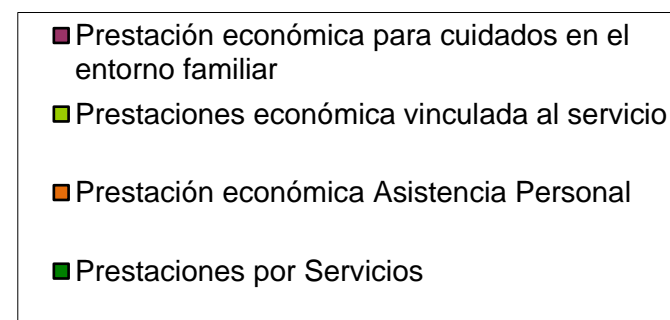 Prestación económica para cuidados en el
entorno familiar
Prestaciones económica vinculada al servicio
Prestación económica Asistencia Personal
Prestaciones por Servicios